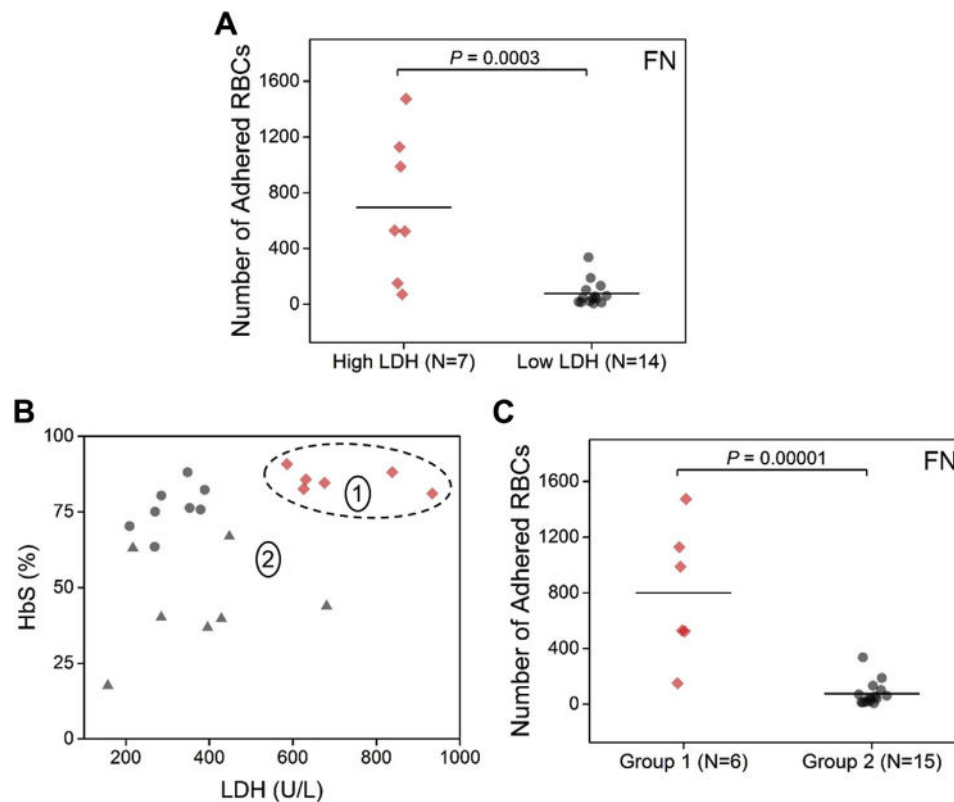 A
P = 0.0003
FN
Number of Adhered RBCs
1600
1200
800
400
0
High LDH (N=7)
Low LDH (N=14)
B
HbS (%)
100
75
50
25
0
1
2
200
400
600
800
1000
LDH (U/L)
C
P = 0.00001
FN
Number of Adhered RBCs
1600
1200
800
400
0
Group 1 (N=6)
Group 2 (N=15)